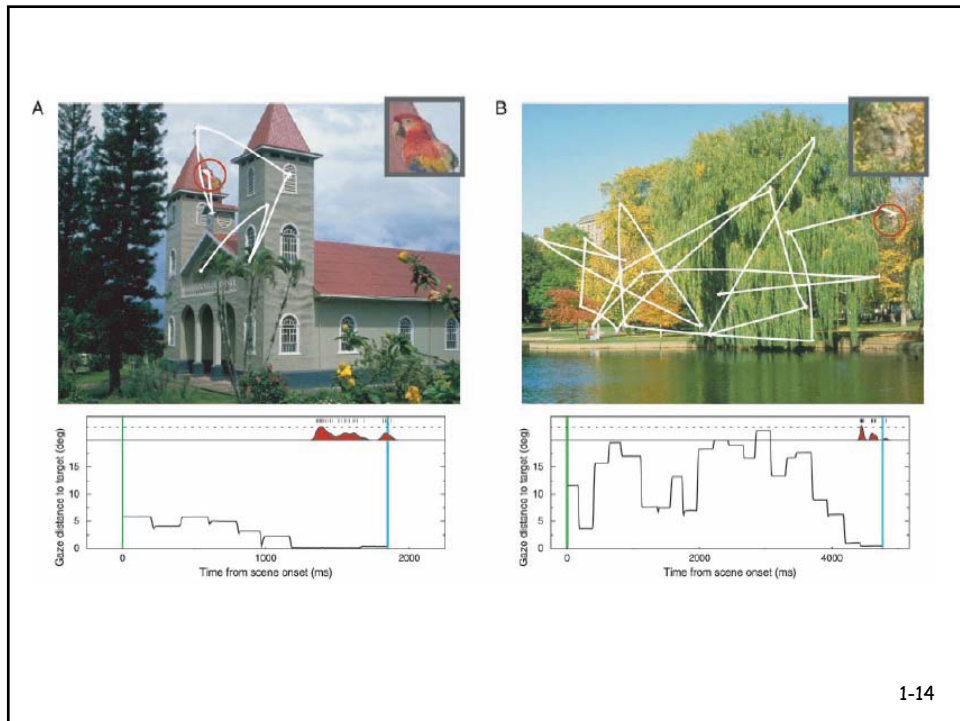 A
B
Gaze distance to target (deg)
15
10
5
0
0
1000
2000
Time from scene onset (ms)
Gaze distance to target (deg)
15
10
5
0
0
2000
4000
Time from scene onset (ms)
1-14